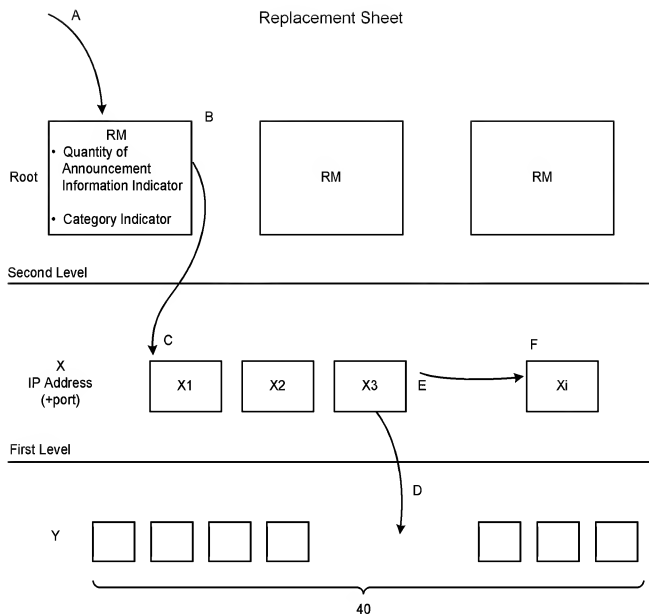 A
Replacement Sheet
B
RM
• Quantity of
Announcement
Information Indicator
• Category Indicator
Root
RM
RM
Second Level
C
F
X
IP Address
(+port)
X1
X2
X3
E
Xi
First Level
D
Y
40